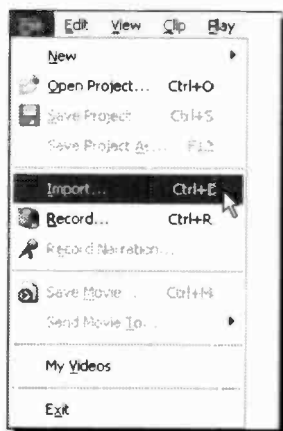 Edit View Clip Play
New
Open Project... Ctrl+O
Save Project Ctrl+S
Save Project As... F12
Import... Ctrl+I
Record... Ctrl+R
Record Narration...
Save Movie... Ctrl+M
Send Movie To...
My Videos
Exit